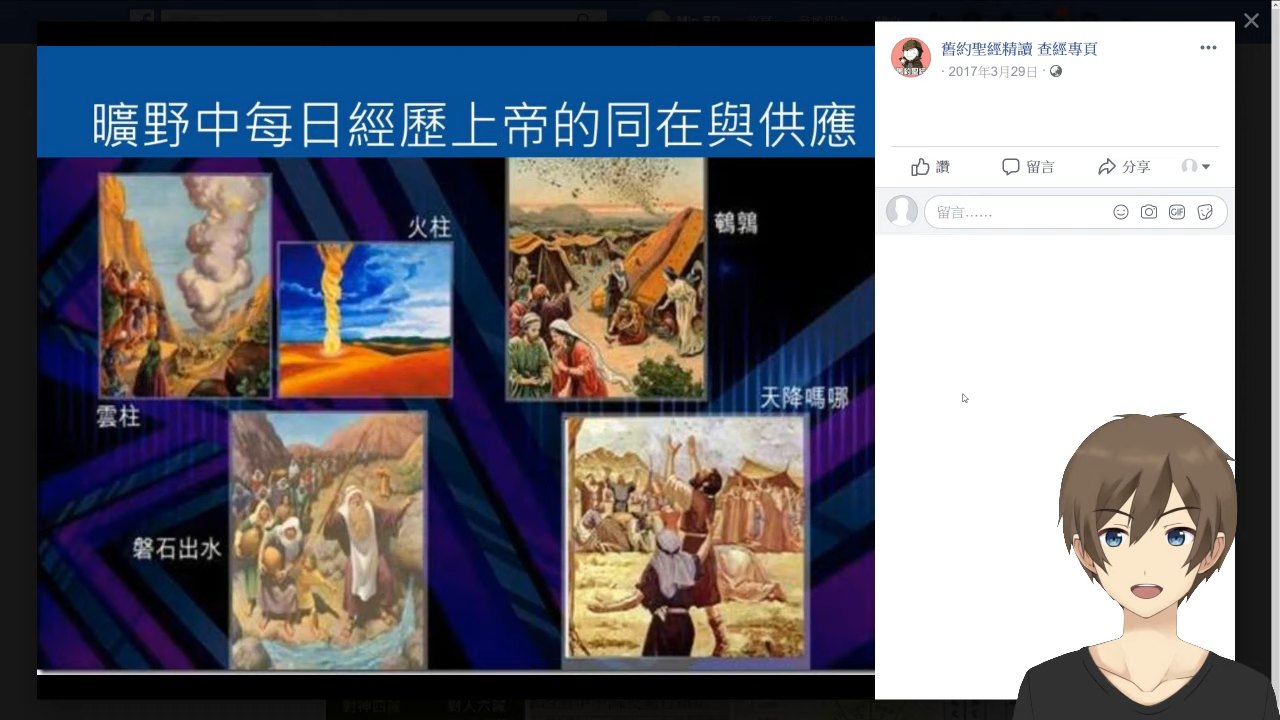 曠野中每日經歷上帝的同在與供應
火柱
鵪鶉
雲柱
天降嗎哪
磐石出水
舊約聖經精讀 查經專頁
· 2017年3月29日 ·
讚
留言
分享
留言……
GIF